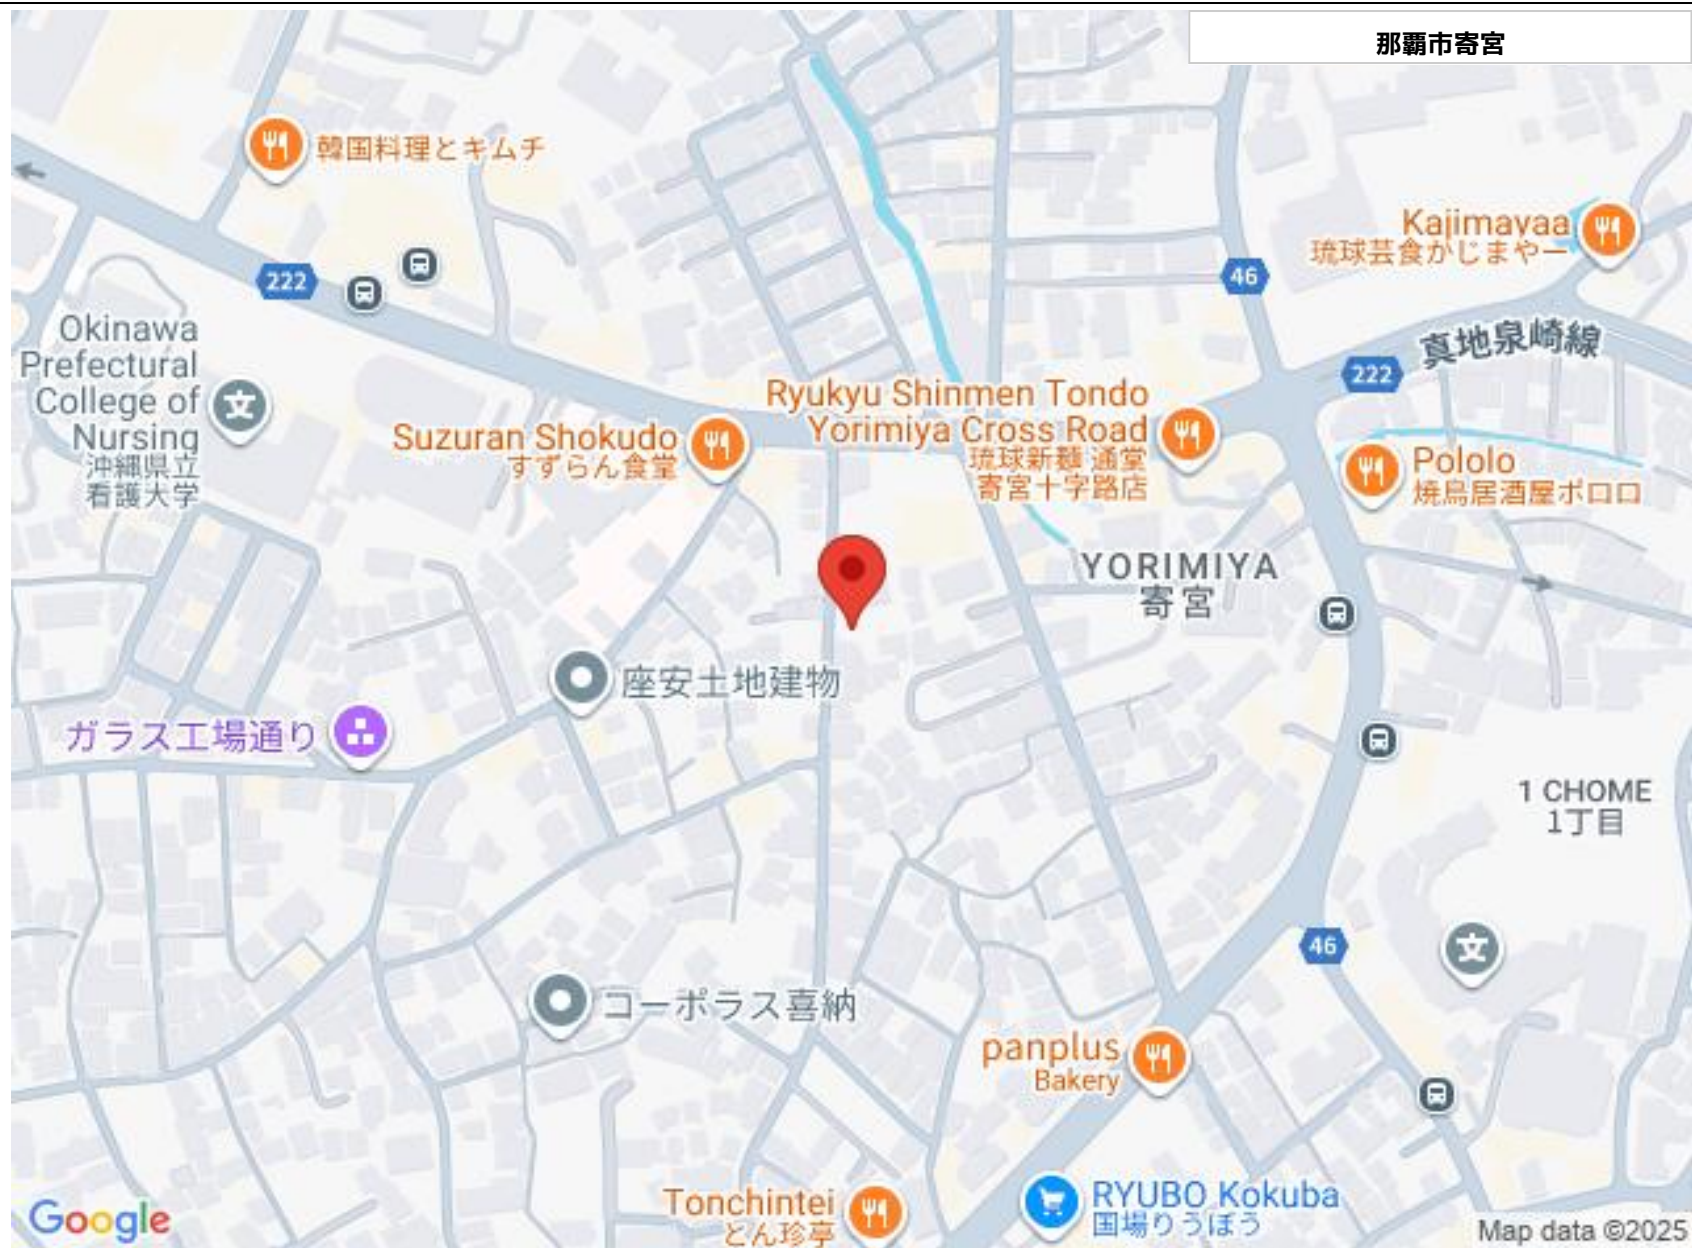 那覇市寄宮
韓国料理とキムチ
Kajimayaa
琉球芸食かじまやー
222
46
Okinawa
Prefectural
College of
Nursing
沖縄県立
看護大学
真地泉崎線
222
Ryukyu Shinmen Tondo
Yorimiya Cross Road
琉球新麺 通堂
寄宮十字路店
Suzuran Shokudo
すずらん食堂
Pololo
焼鳥居酒屋ポロロ
YORIMIYA
寄宮
座安土地建物
ガラス工場通り
1 CHOME
1丁目
46
コーポラス喜納
panplus
Bakery
Tonchintei
とん珍亭
RYUBO Kokuba
国場りうぼう
Google
Map data ©2025